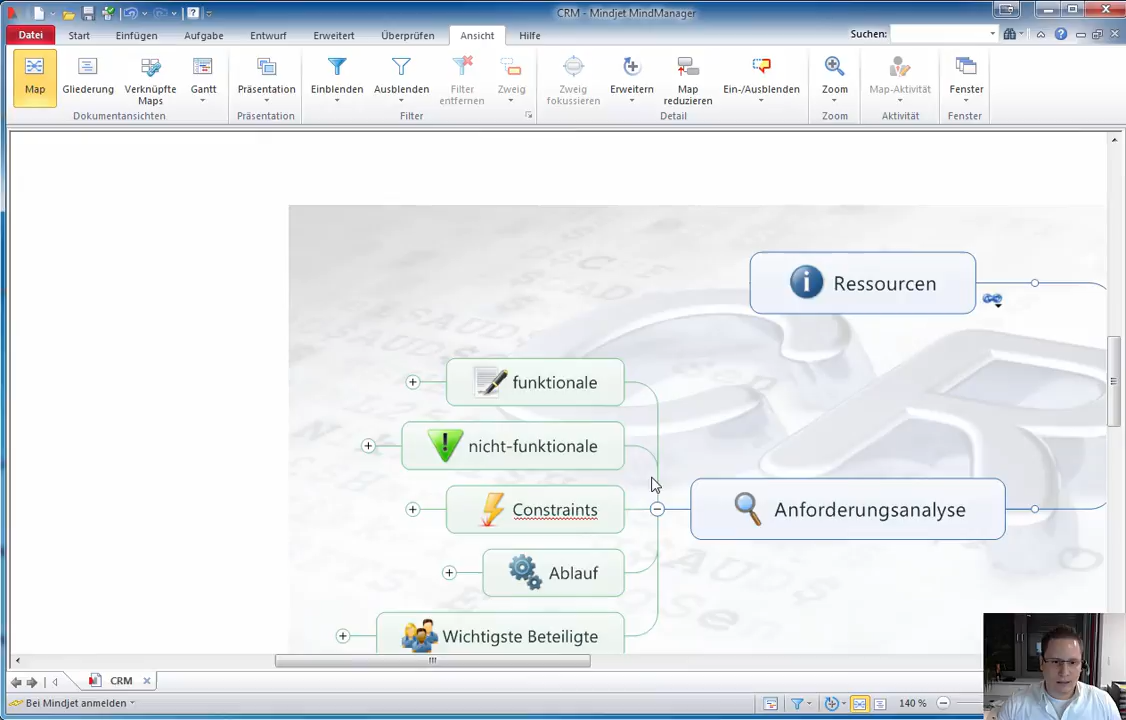 CRM - Mindjet MindManager
Datei Start Einfügen Aufgabe Entwurf Erweitert Überprüfen Ansicht Hilfe Suchen:
Map Gliederung Verknüpfte Maps Gantt Präsentation Einblenden Ausblenden Filter entfernen Zweig Zweig fokussieren Erweitern Map reduzieren Ein-/Ausblenden Zoom Map-Aktivität Fenster
Dokumentansichten Präsentation Filter Detail Zoom Aktivität Fenster
Ressourcen
funktionale
nicht-funktionale
Constraints
Anforderungsanalyse
Ablauf
Wichtigste Beteiligte
CRM
Bei Mindjet anmelden 140 %